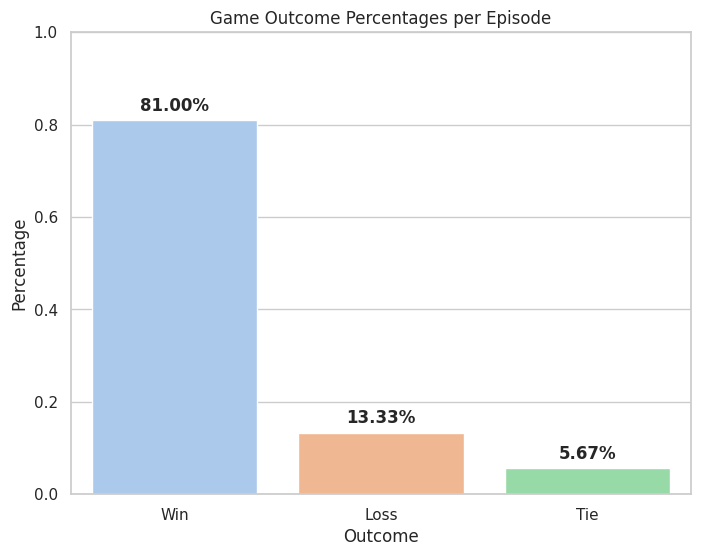 Game Outcome Percentages per Episode
1.0
0.8
0.6
0.4
0.2
0.0
Percentage
81.00%
13.33%
5.67%
Win
Loss
Tie
Outcome